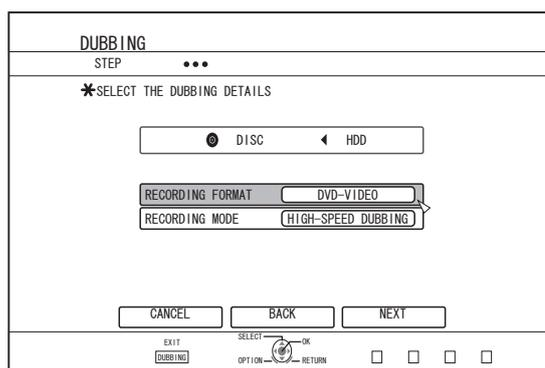 DUBBING
STEP
SELECT THE DUBBING DETAILS
DISC HDD
RECORDING FORMAT DVD-VIDEO
RECORDING MODE HIGH-SPEED DUBBING
CANCEL BACK NEXT
EXIT SELECT OK
DUBBING OPTION RETURN